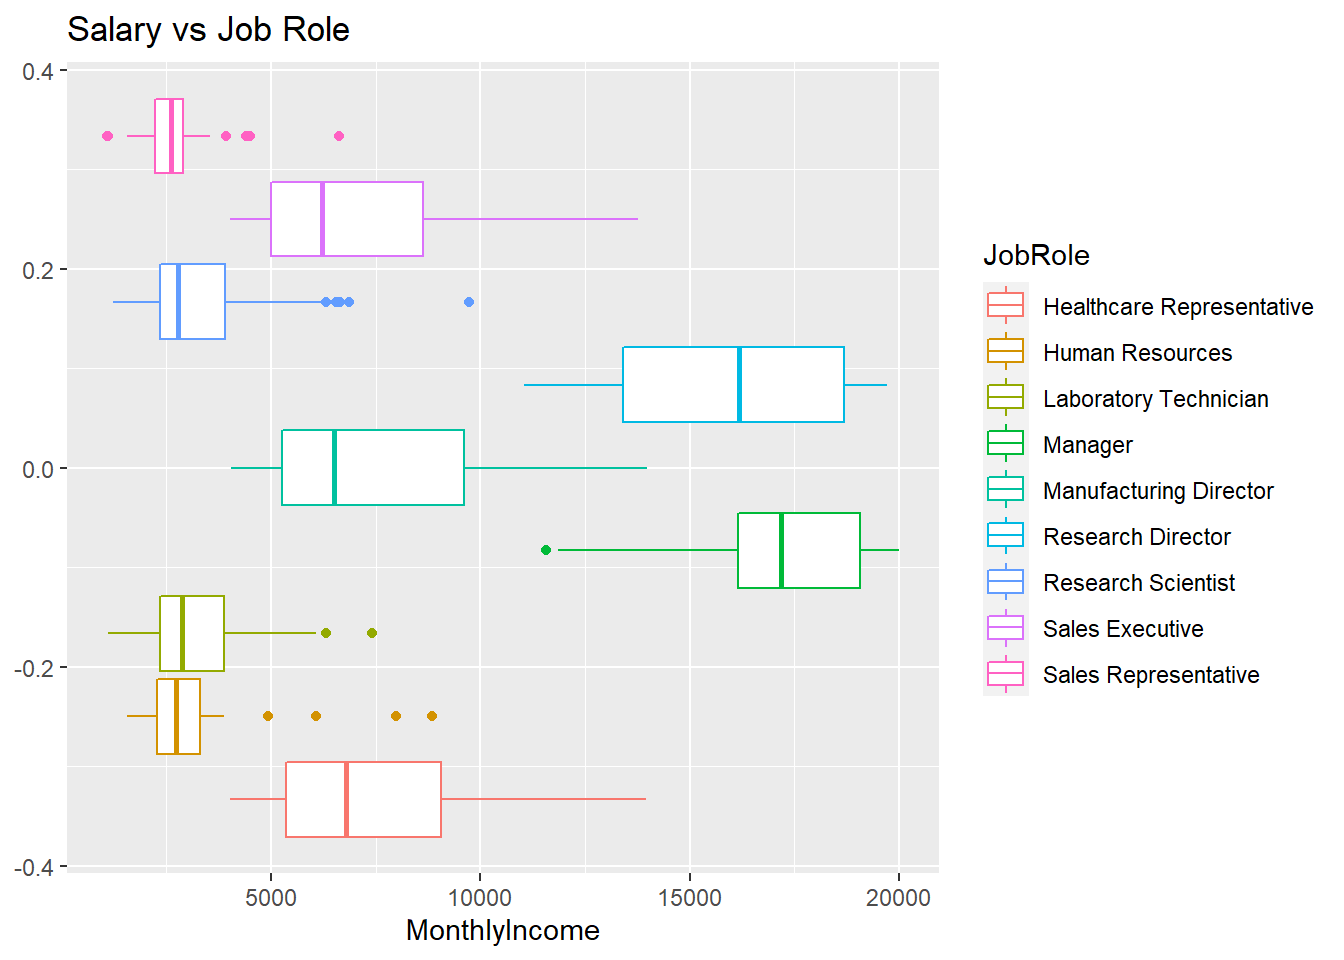 Salary vs Job Role
0.4
0.2
0.0
-0.2
-0.4
5000 10000 15000 20000
MonthlyIncome
JobRole
Healthcare Representative
Human Resources
Laboratory Technician
Manager
Manufacturing Director
Research Director
Research Scientist
Sales Executive
Sales Representative